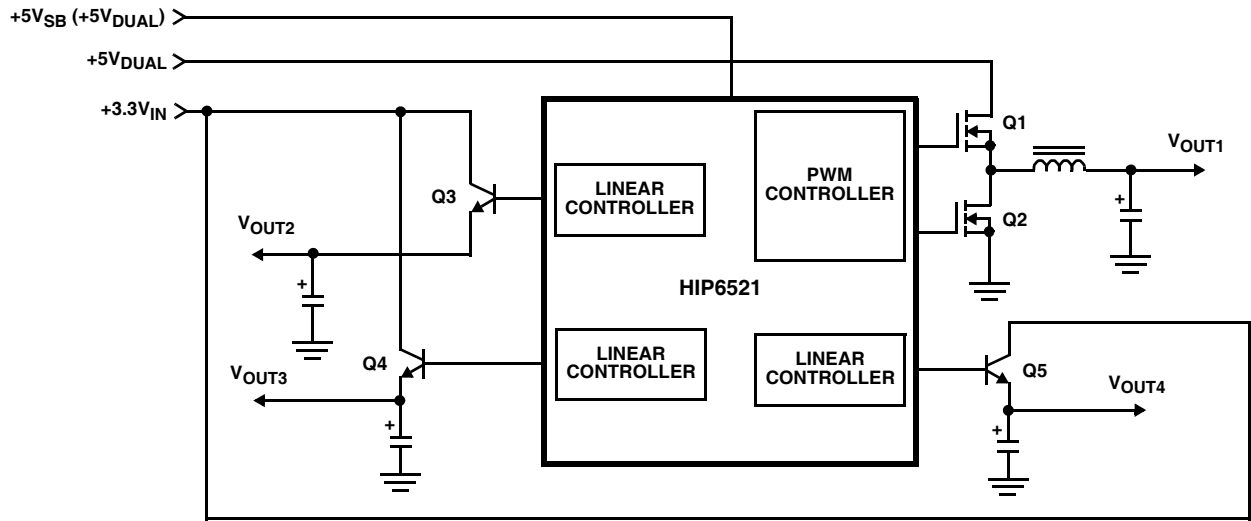 +5VSB (+5VDUAL)
+5VDUAL
+3.3VIN
Q1
VOUT1
PWM
CONTROLLER
LINEAR
CONTROLLER
Q3
+
Q2
VOUT2
+
HIP6521
LINEAR
CONTROLLER
LINEAR
CONTROLLER
Q4
Q5
VOUT3
VOUT4
+
+